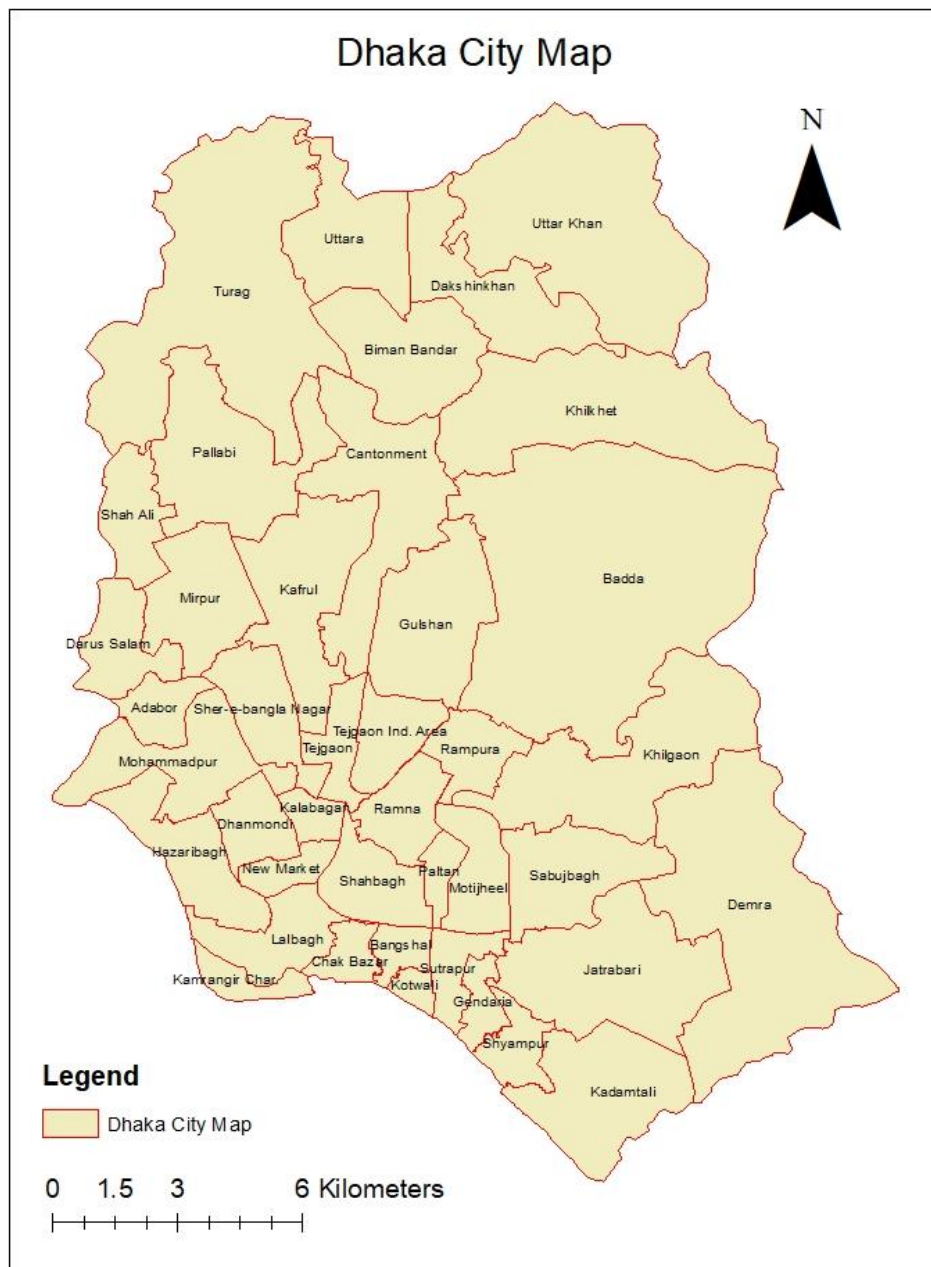 Dhaka City Map
N
Uttar Khan
Uttara
Dakshinkhan
Turag
Biman Bandar
Khilkhet
Pallabi
Cantonment
Shah Ali
Badda
Kafrul
Mirpur
Gulshan
Darus Salam
Adabor
Sher-e-bangla Nagar
Tejgaon Ind. Area
Tejgaon
Rampura
Khilgaon
Mohammadpur
Kalabagan
Ramna
Dhanmondi
Hazaribagh
New Market
Shahbagh
Paltan
Motijheel
Sabujbagh
Demra
Lalbagh
Bangshal
Chak Bazar
Sutrapur
Jatrabari
Kamrangir Char.
Kotwali
Gendaria
Shyampur
Kadamtali
Legend
Dhaka City Map
0 1.5 3 6 Kilometers